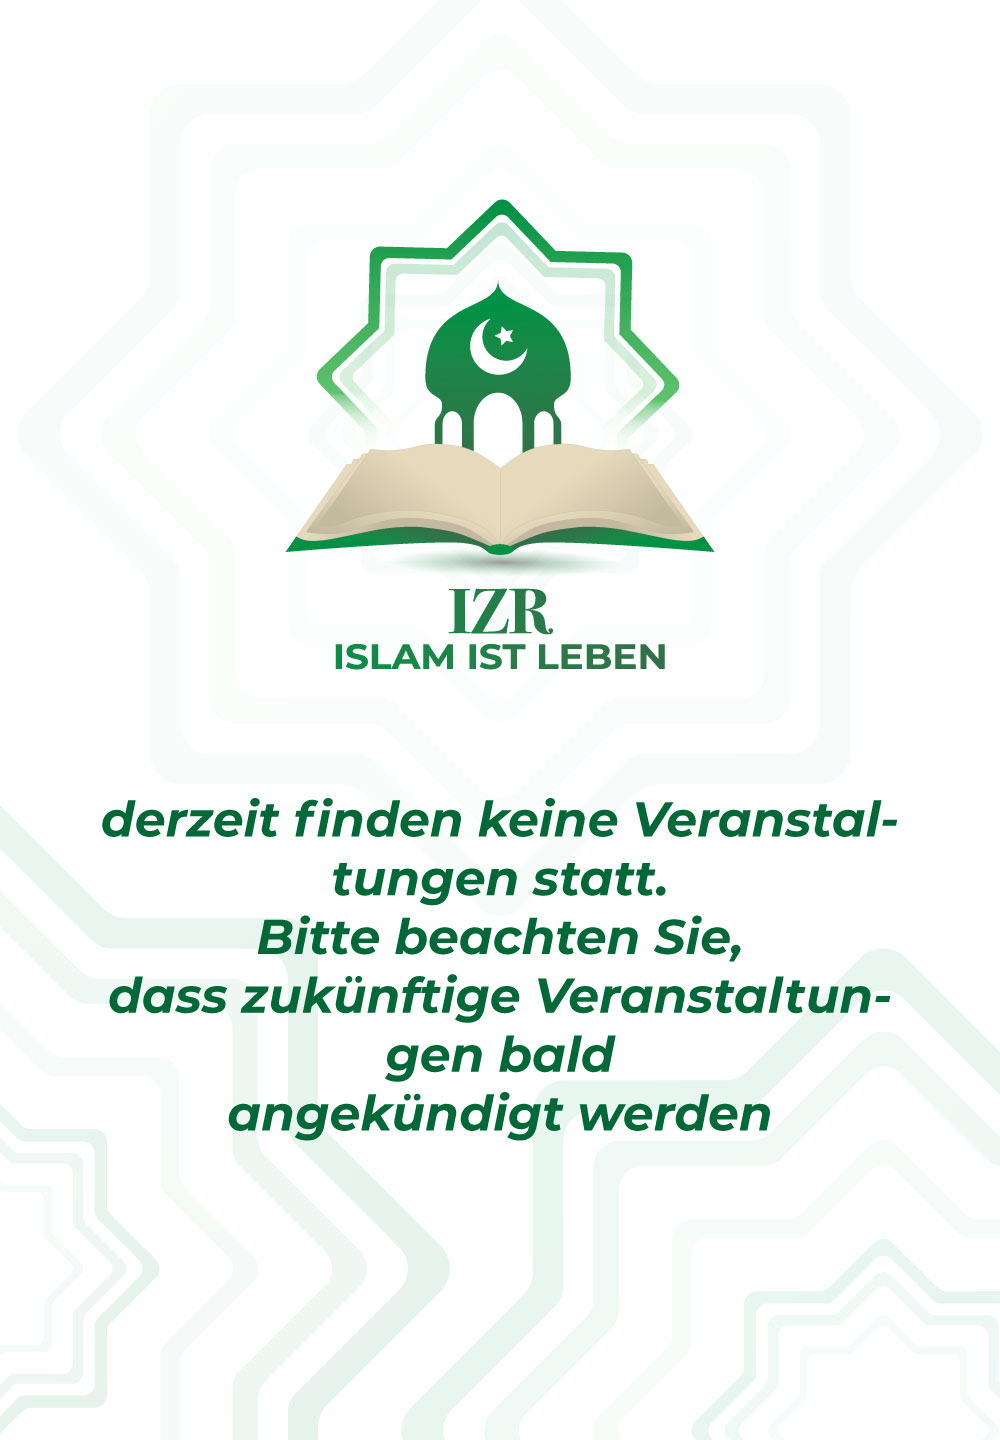 IZR
ISLAM IST LEBEN
derzeit finden keine Veranstal-
tungen statt.
Bitte beachten Sie,
dass zukünftige Veranstaltun-
gen bald
angekündigt werden